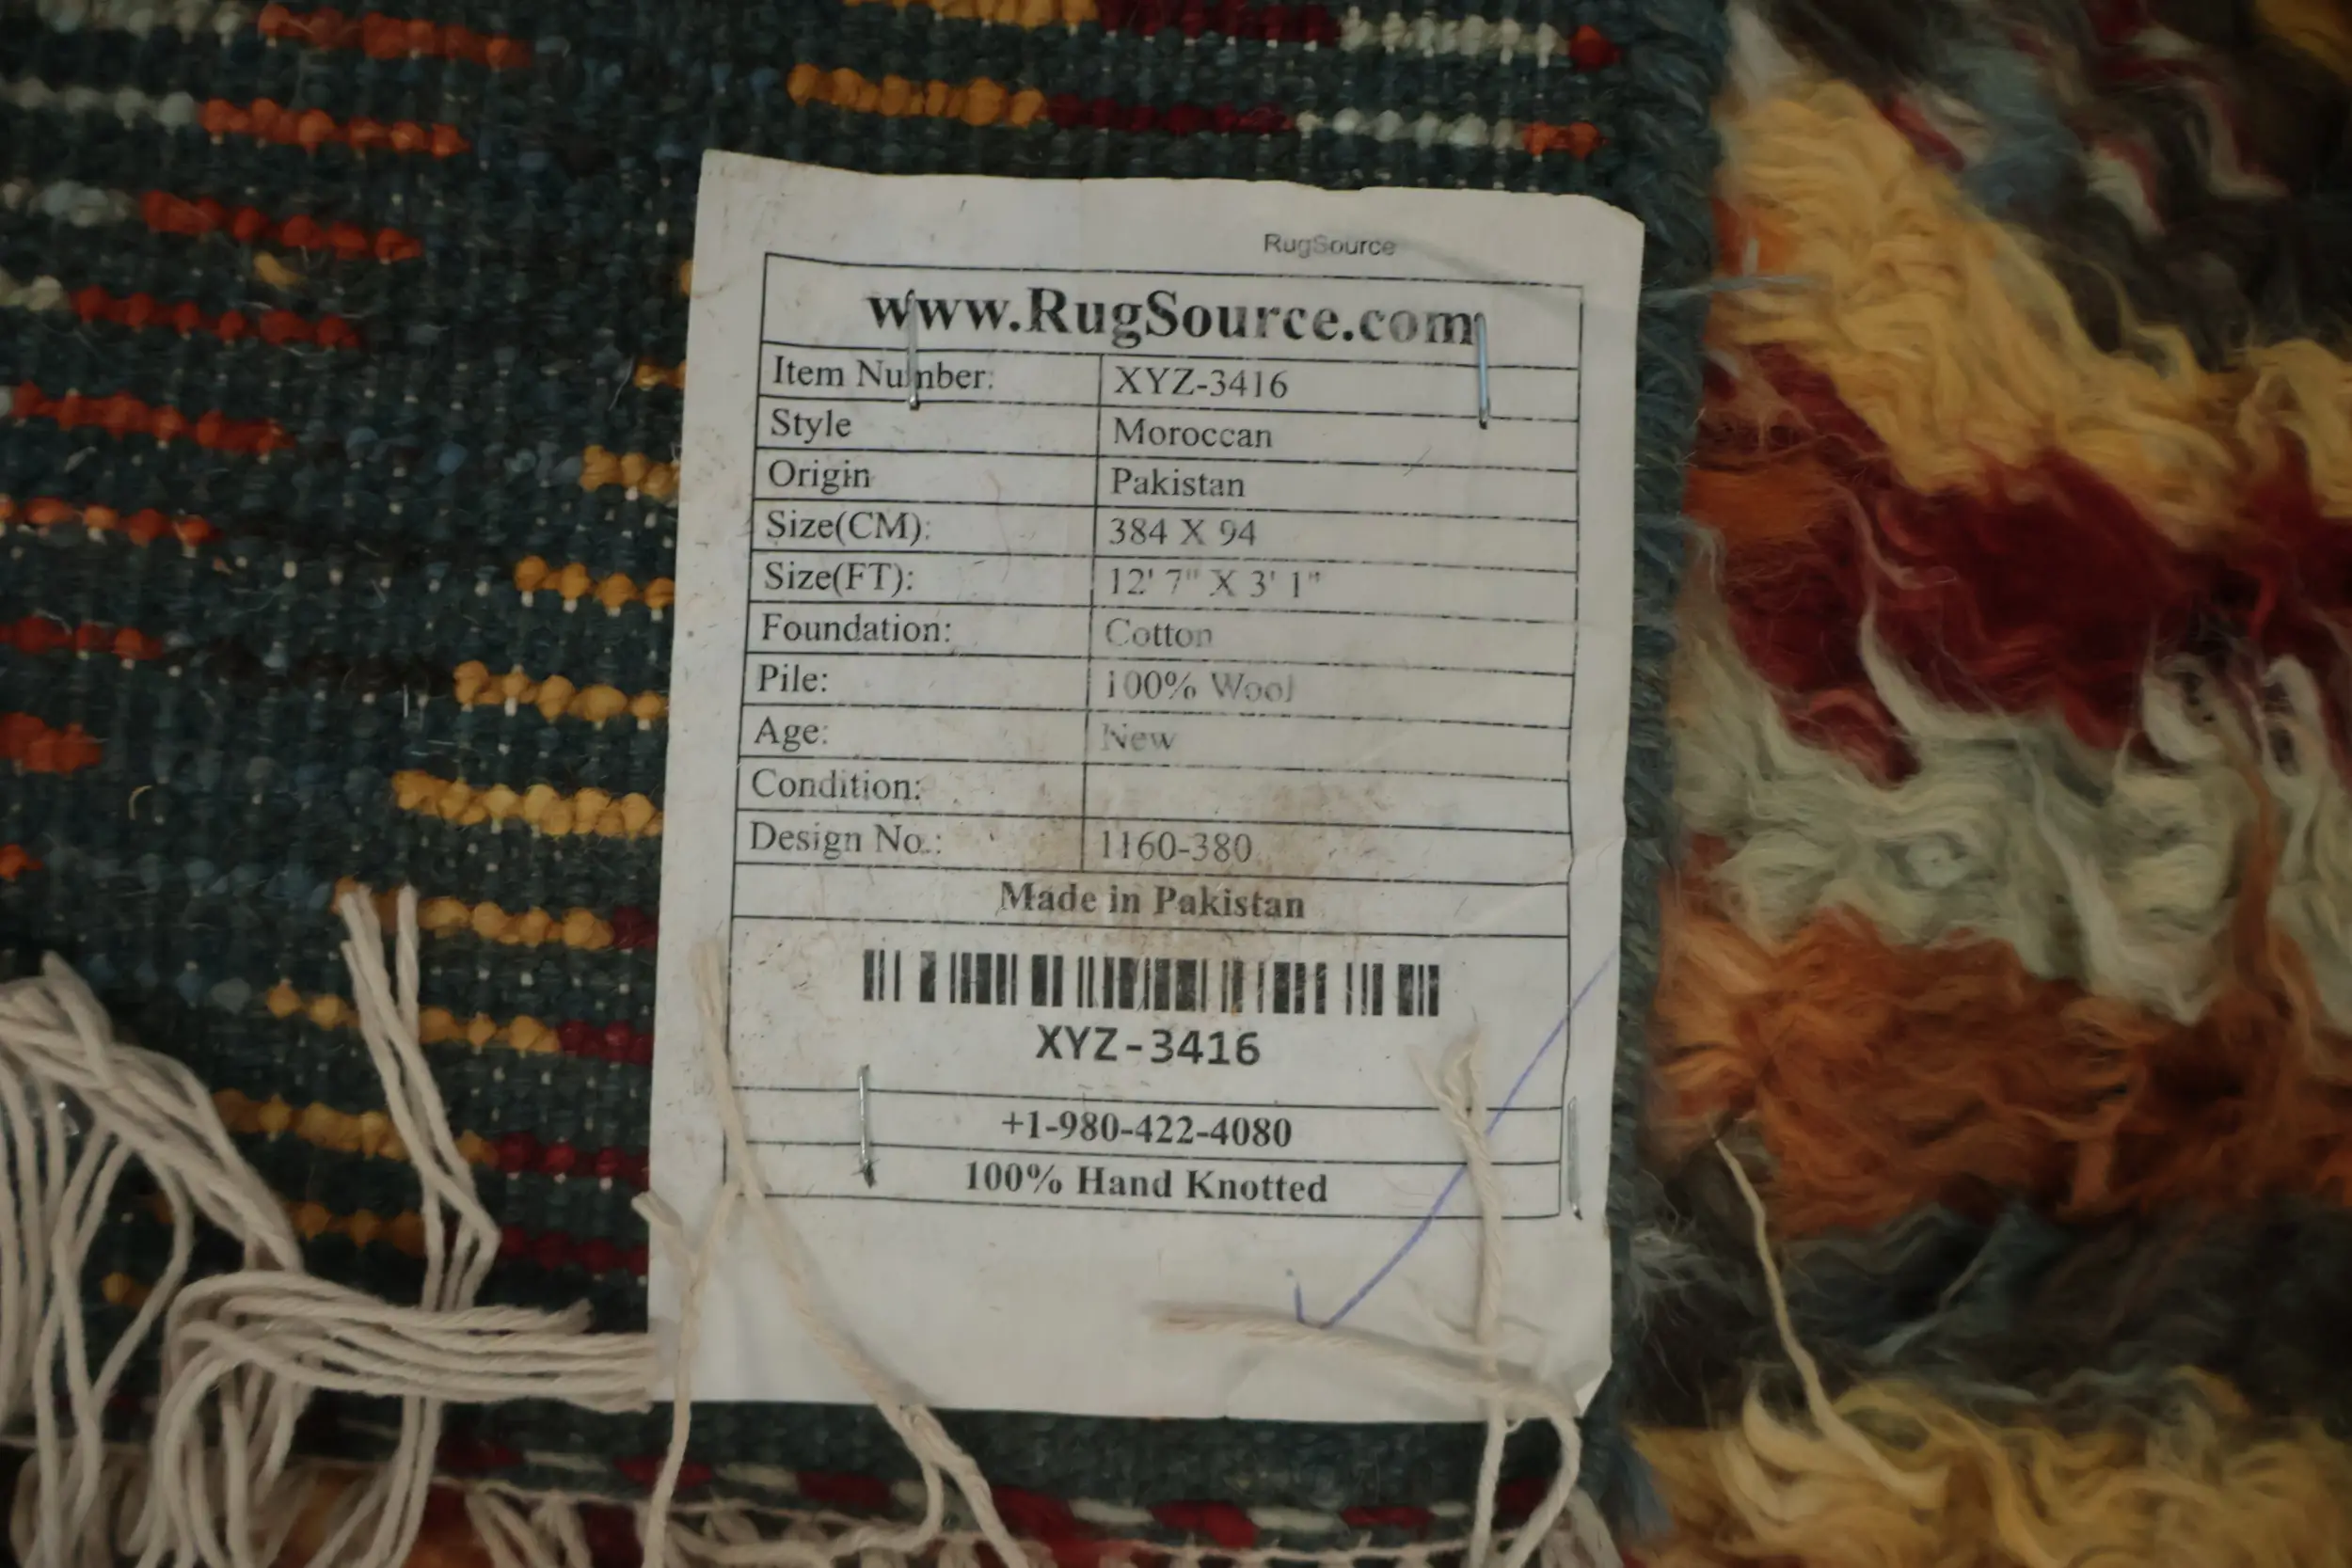 RugSource
www.RugSource.com
Item Number: XYZ-3416
Style Moroccan
Origin Pakistan
Size(CM): 384 X 94
Size(FT): 12' 7" X 3' 1"
Foundation: Cotton
Pile: 100% Wool
Age: New
Condition:
Design No.: 1160-380
Made in Pakistan
XYZ-3416
+1-980-422-4080
100% Hand Knotted